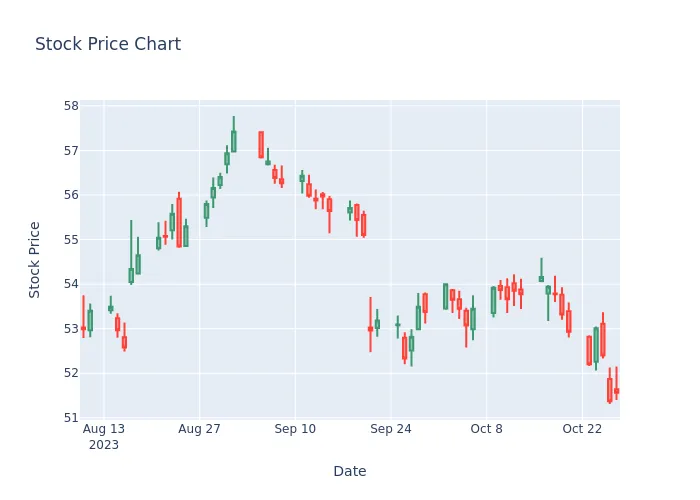 Stock Price Chart
58
57
56
55
54
53
52
51
Stock Price
Aug 13
2023
Aug 27
Sep 10
Sep 24
Oct 8
Oct 22
Date